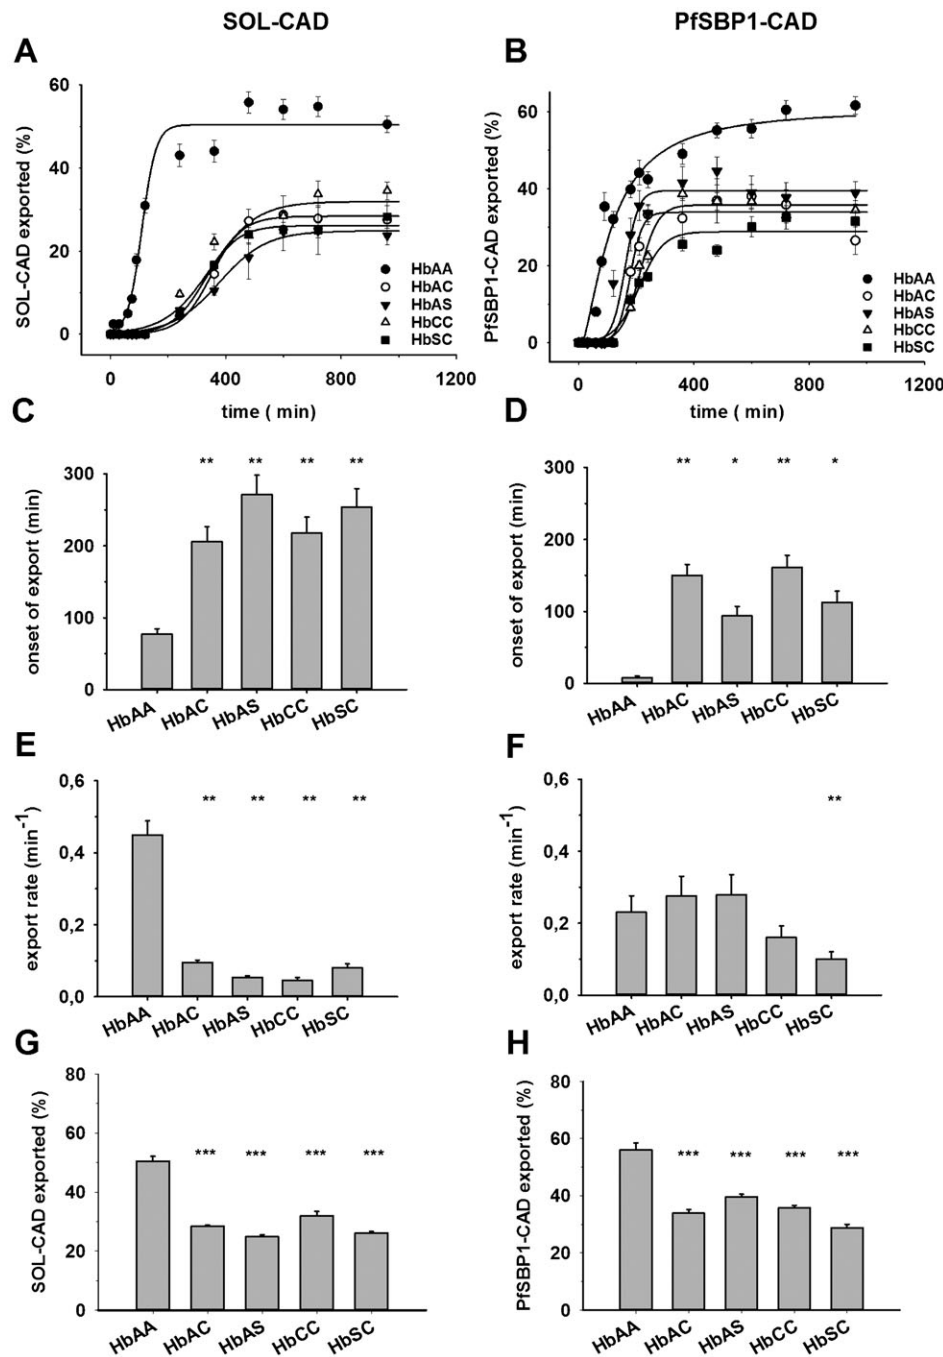 SOL-CAD PfSBP1-CAD
A
SOL-CAD exported (%)
60
40
20
0
0 400 800 1200
time ( min)
HbAA
HbAC
HbAS
HbCC
HbSC
B
PfSBP1-CAD exported (%)
60
40
20
0
0 400 800 1200
time ( min)
HbAA
HbAC
HbAS
HbCC
HbSC
C
onset of export (min)
** ** ** **
300
200
100
0
HbAA HbAC HbAS HbCC HbSC
D
onset of export (min)
** * ** *
300
200
100
0
HbAA HbAC HbAS HbCC HbSC
E
export rate (min-1)
** ** ** **
0,6
0,4
0,2
0,0
HbAA HbAC HbAS HbCC HbSC
F
export rate (min-1)
**
0,6
0,4
0,2
0,0
HbAA HbAC HbAS HbCC HbSC
G
SOL-CAD exported (%)
80
60
*** *** *** ***
40
20
0
HbAA HbAC HbAS HbCC HbSC
H
PfSBP1-CAD exported (%)
80
60
*** *** *** ***
40
20
0
HbAA HbAC HbAS HbCC HbSC